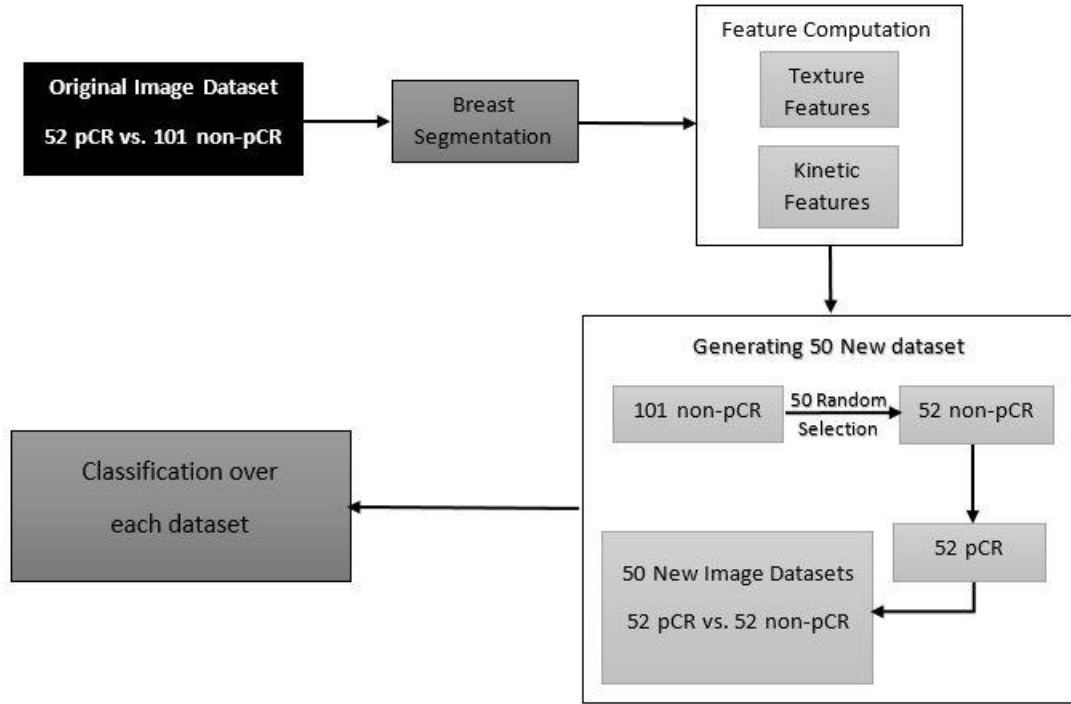 Original Image Dataset
52 pCR vs. 101 non-pCR
Breast
Segmentation
Feature Computation
Texture
Features
Kinetic
Features
Generating 50 New dataset
101 non-pCR
50 Random
Selection
52 non-pCR
52 pCR
50 New Image Datasets
52 pCR vs. 52 non-pCR
Classification over
each dataset